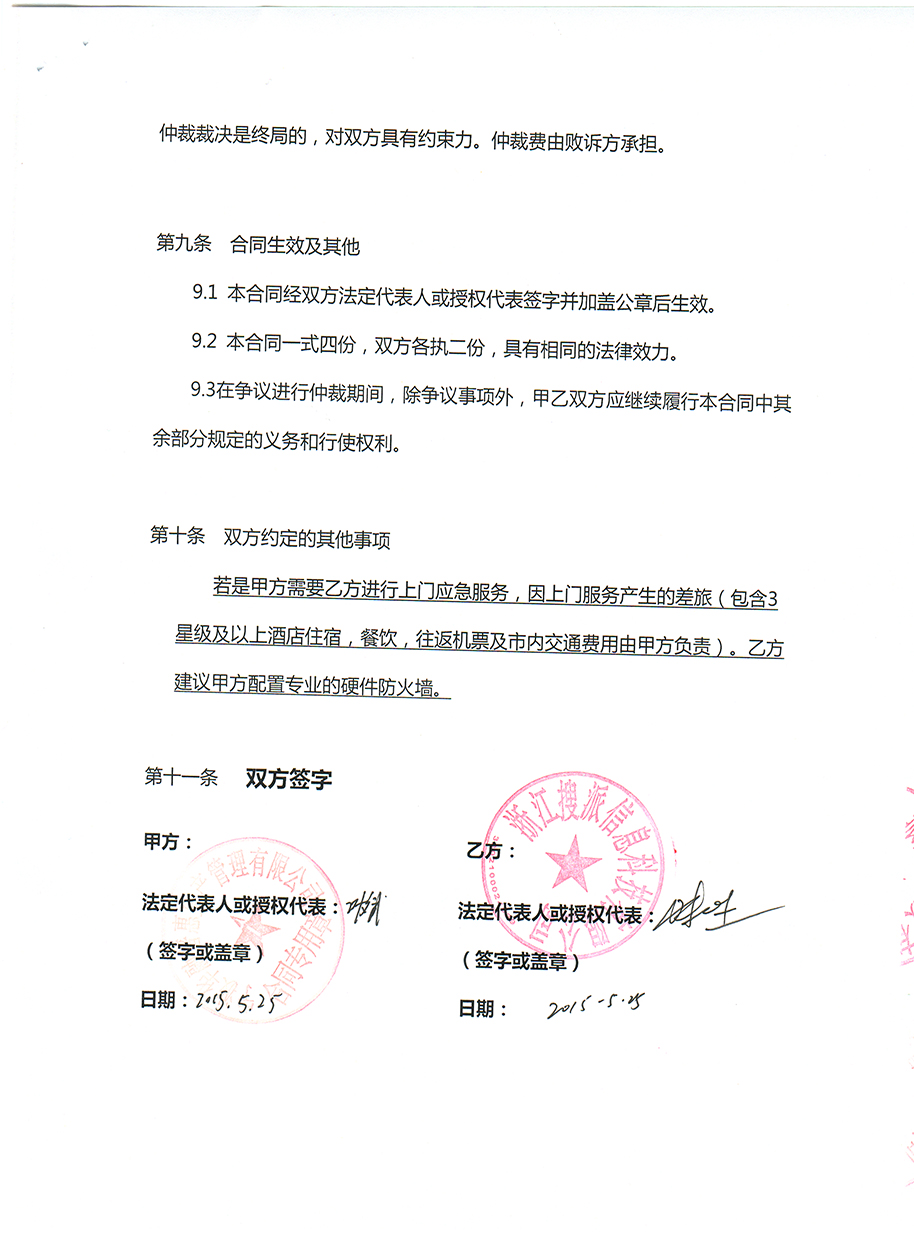 仲裁裁决是终局的，对双方具有约束力。仲裁费由败诉方承担。
第九条 合同生效及其他
9.1 本合同经双方法定代表人或授权代表签字并加盖公章后生效。
9.2 本合同一式四份，双方各执二份，具有相同的法律效力。
9.3在争议进行仲裁期间，除争议事项外，甲乙双方应继续履行本合同中其
余部分规定的义务和行使权利。
第十条 双方约定的其他事项
若是甲方需要乙方进行上门应急服务，因上门服务产生的差旅（包含3
星级及以上酒店住宿，餐饮，往返机票及市内交通费用由甲方负责）。乙方
建议甲方配置专业的硬件防火墙。
第十一条 双方签字
甲方：
管理有限公司
合同专用章
法定代表人或授权代表：
（签字或盖章）
日期：2015.5.25
浙江搜派信息科技有限公司
乙方：
法定代表人或授权代表：
（签字或盖章）
日期： 2015-5.25